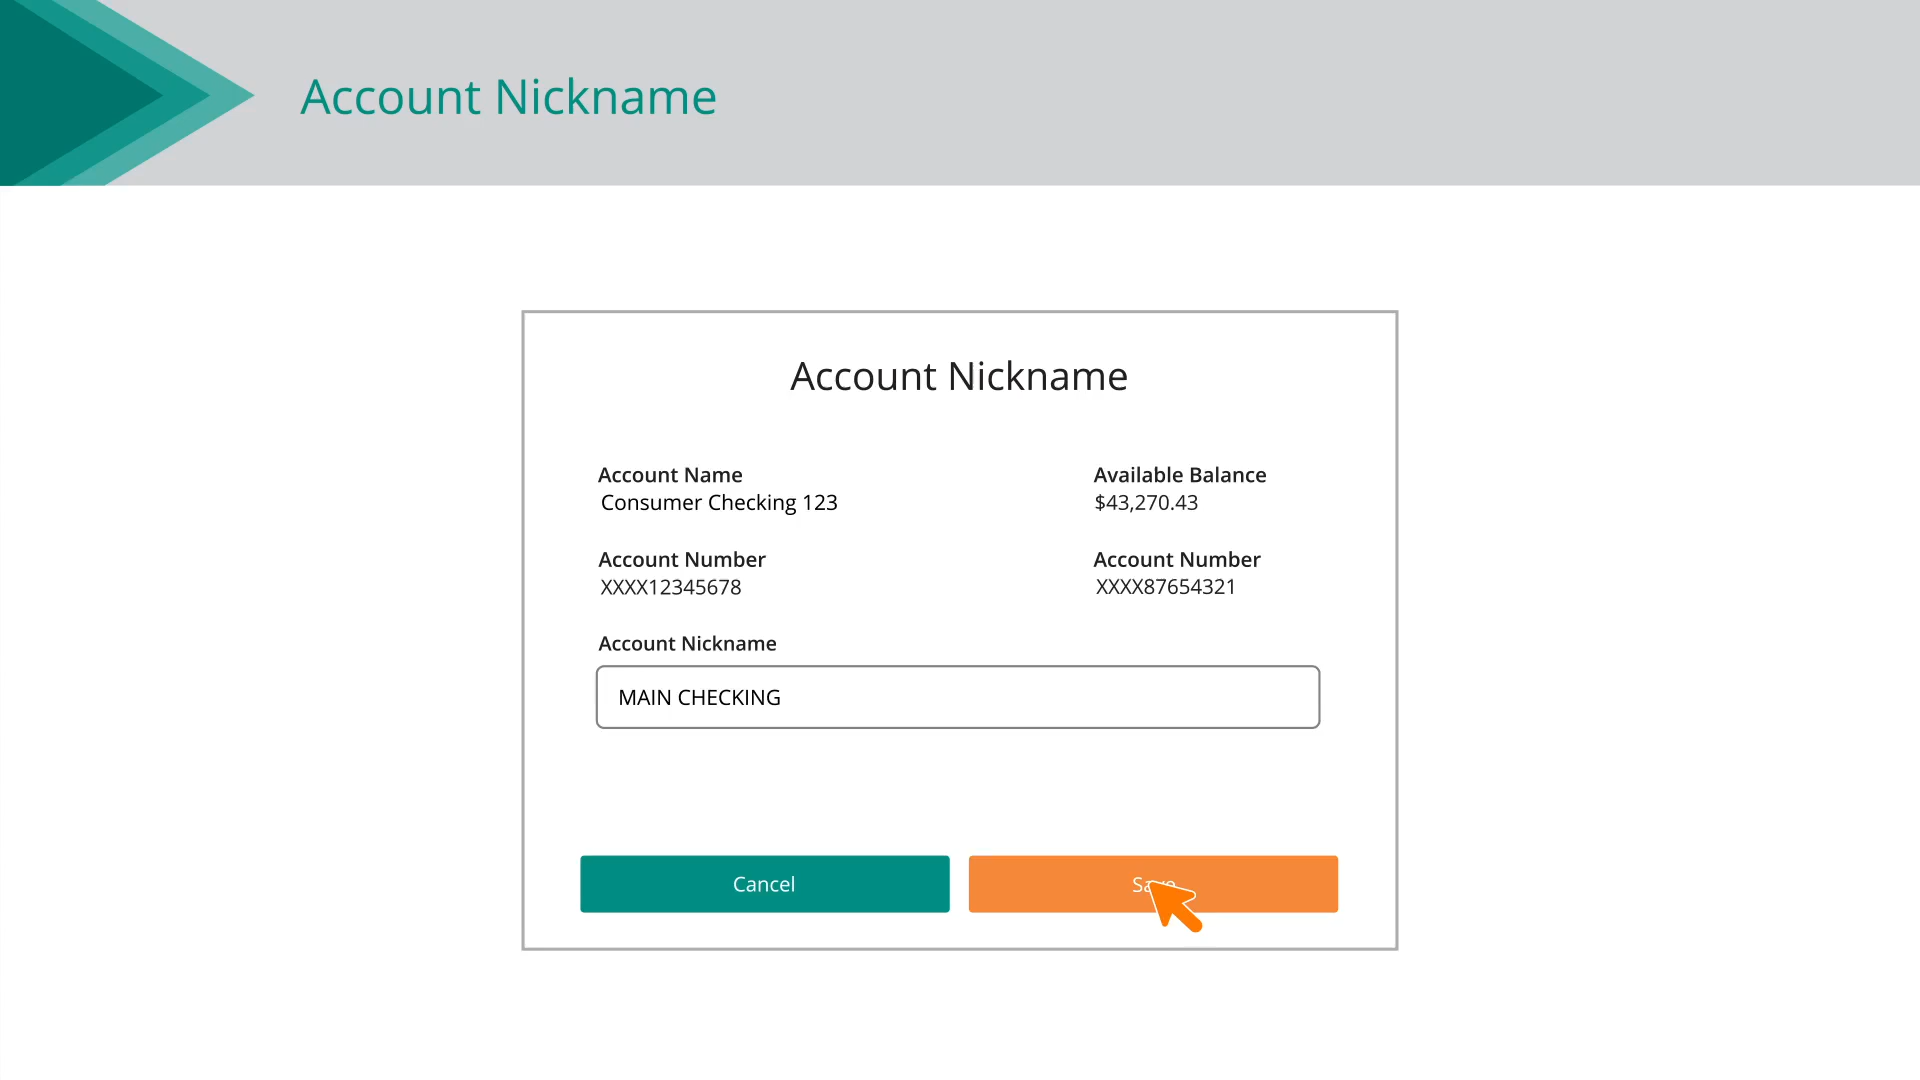 Account Nickname
Account Nickname
Account Name
Consumer Checking 123
Available Balance
$43,270.43
Account Number
XXXX12345678
Account Number
XXXX87654321
Account Nickname
MAIN CHECKING
Cancel
Save